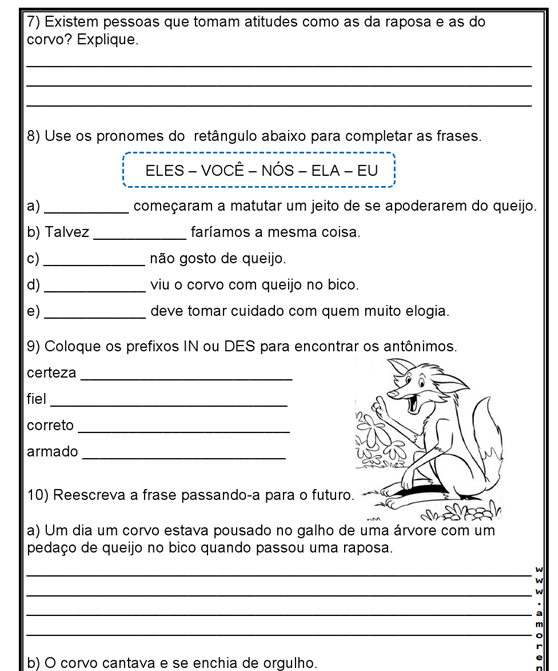 7) Existem pessoas que tomam atitudes como as da raposa e as do
corvo? Explique.
8) Use os pronomes do retângulo abaixo para completar as frases.
ELES – VOCÊ – NÓS – ELA – EU
a) __________ começaram a matutar um jeito de se apoderarem do queijo.
b) Talvez ___________ faríamos a mesma coisa.
c) ____________ não gosto de queijo.
d) ____________ viu o corvo com queijo no bico.
e) ____________ deve tomar cuidado com quem muito elogia.
9) Coloque os prefixos IN ou DES para encontrar os antônimos.
certeza __________________________
fiel _____________________________
correto __________________________
armado _________________________
10) Reescreva a frase passando-a para o futuro.
a) Um dia um corvo estava pousado no galho de uma árvore com um
pedaço de queijo no bico quando passou uma raposa.
www.amoren
b) O corvo cantava e se enchia de orgulho.